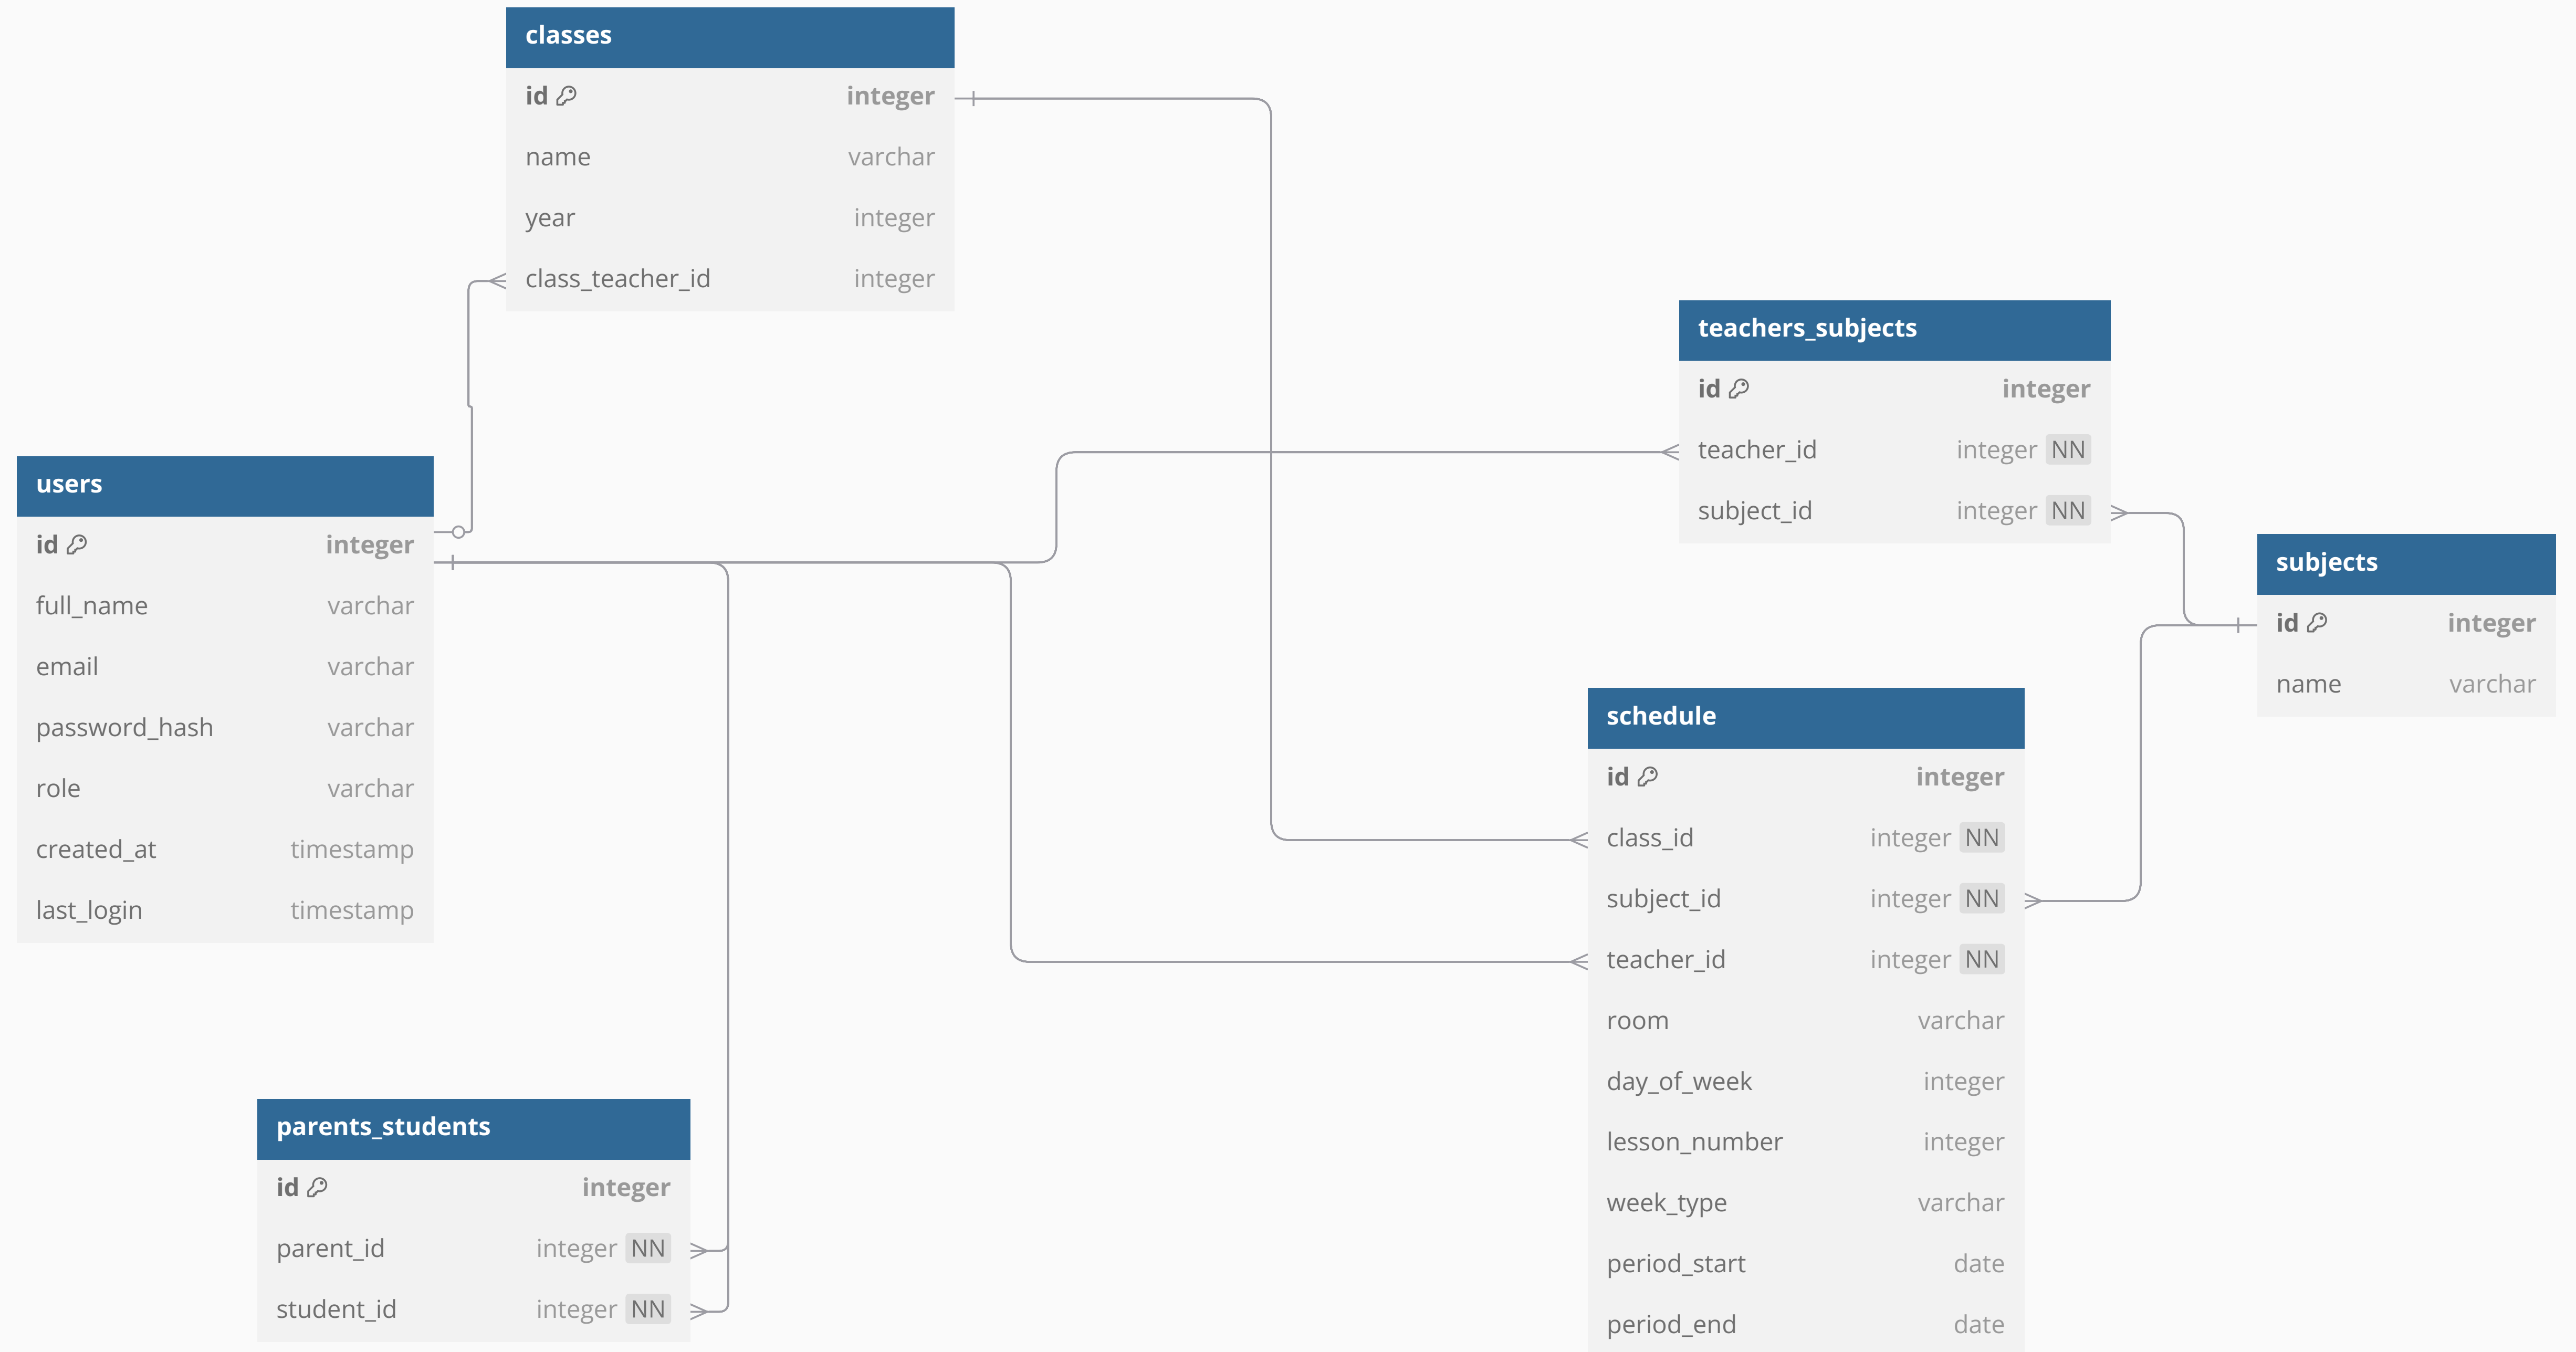 classes
id integer
name varchar
year integer
class_teacher_id integer
teachers_subjects
id integer
teacher_id integer NN
subject_id integer NN
users
id integer
full_name varchar
email varchar
password_hash varchar
role varchar
created_at timestamp
last_login timestamp
subjects
id integer
name varchar
schedule
id integer
class_id integer NN
subject_id integer NN
teacher_id integer NN
room varchar
day_of_week integer
lesson_number integer
week_type varchar
period_start date
period_end date
parents_students
id integer
parent_id integer NN
student_id integer NN